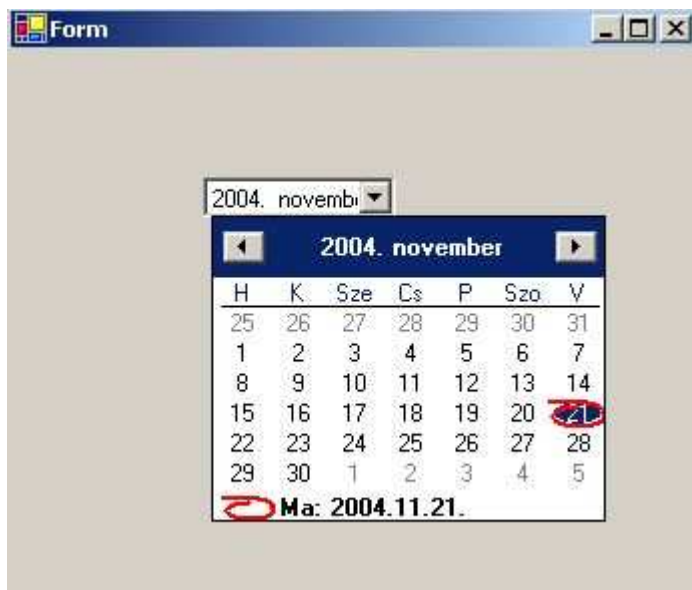 Form
2004. novemb
2004. november
H K Sze Cs P Szo V
25 26 27 28 29 30 31
1 2 3 4 5 6 7
8 9 10 11 12 13 14
15 16 17 18 19 20 21
22 23 24 25 26 27 28
29 30 1 2 3 4 5
Ma: 2004.11.21.